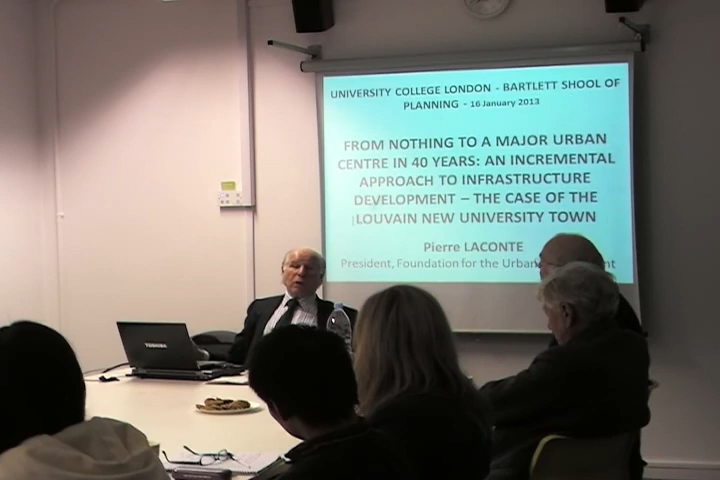 UNIVERSITY COLLEGE LONDON - BARTLETT SHOOL OF
PLANNING - 16 January 2013
FROM NOTHING TO A MAJOR URBAN
CENTRE IN 40 YEARS: AN INCREMENTAL
APPROACH TO INFRASTRUCTURE
DEVELOPMENT – THE CASE OF THE
LOUVAIN NEW UNIVERSITY TOWN
Pierre LACONTE
President, Foundation for the Urban
TOSHIBA